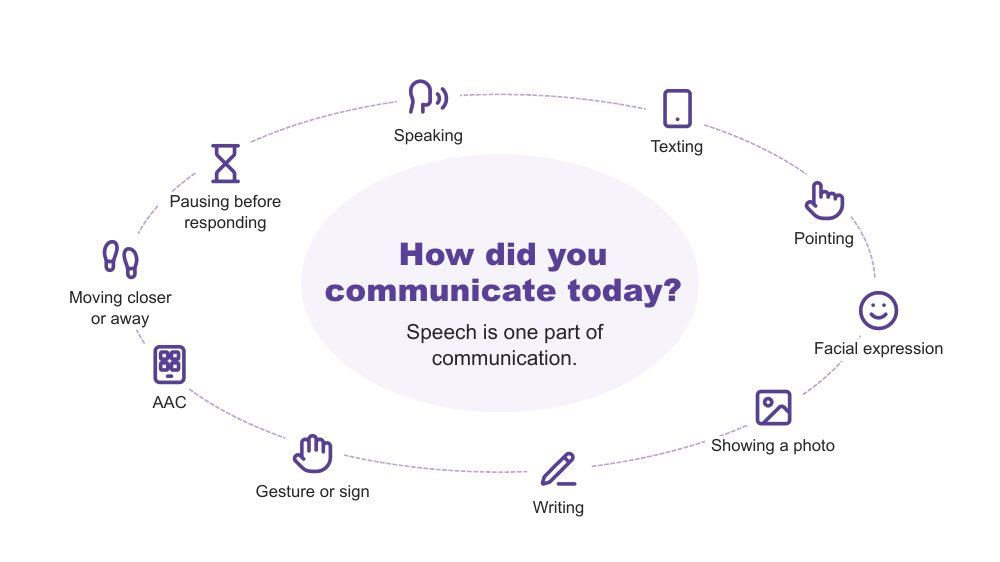 Speaking
Texting
Pausing before
responding
Pointing
How did you
communicate today?
Moving closer
or away
Speech is one part of
communication.
Facial expression
AAC
Showing a photo
Gesture or sign
Writing